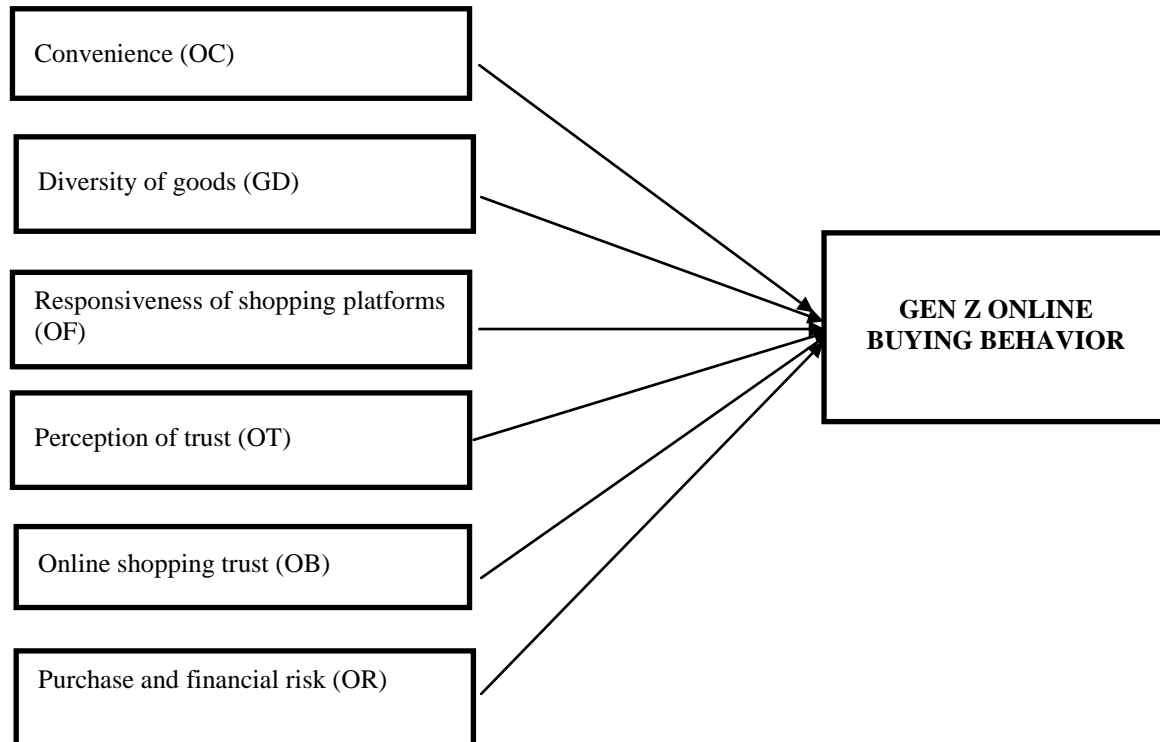 Convenience (OC)
Diversity of goods (GD)
Responsiveness of shopping platforms
(OF)
Perception of trust (OT)
Online shopping trust (OB)
Purchase and financial risk (OR)
GEN Z ONLINE
BUYING BEHAVIOR